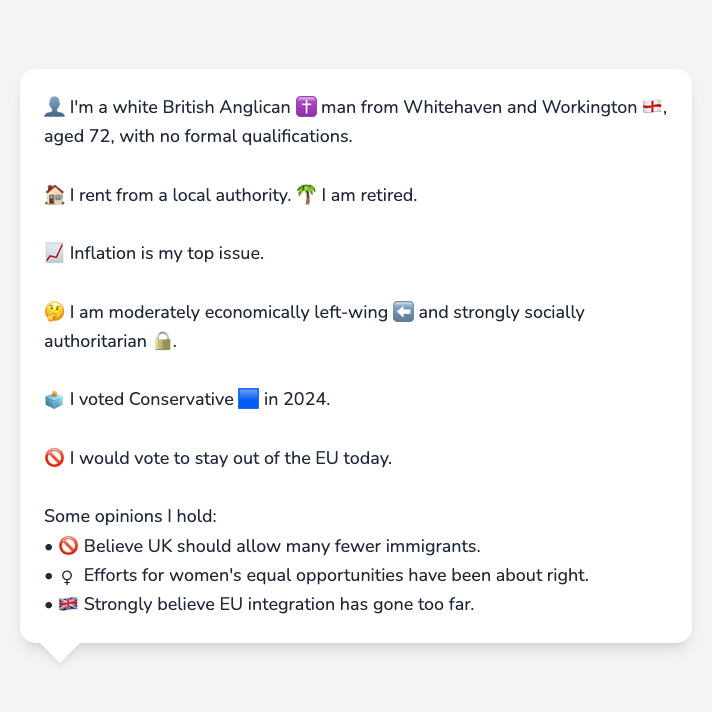 👤 I'm a white British Anglican ✝️ man from Whitehaven and Workington 🏴󠁧󠁢󠁥󠁮󠁧󠁿,
aged 72, with no formal qualifications.
🏠 I rent from a local authority. 🌴 I am retired.
📈 Inflation is my top issue.
🤔 I am moderately economically left-wing ⬅️ and strongly socially
authoritarian 🔒.
🗳️ I voted Conservative 🟦 in 2024.
🚫 I would vote to stay out of the EU today.
Some opinions I hold:
• 🚫 Believe UK should allow many fewer immigrants.
• ♀ Efforts for women's equal opportunities have been about right.
• 🇬🇧 Strongly believe EU integration has gone too far.